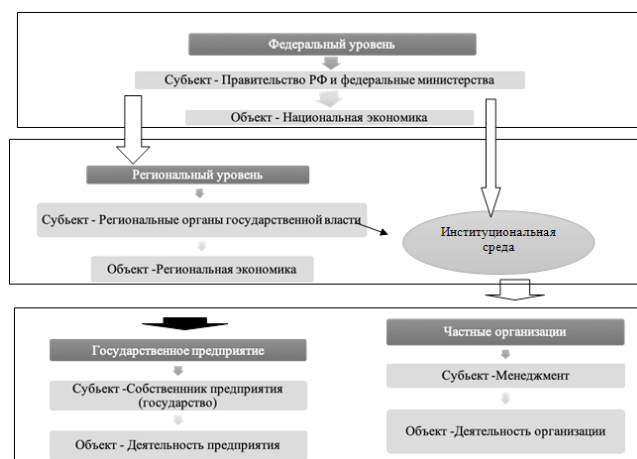 Федеральный уровень
Субъект - Правительство РФ и федеральные министерства
Объект - Национальная экономика
Региональный уровень
Субъект - Региональные органы государственной власти
Объект -Региональная экономика
Институциональная
среда
Государственное предприятие
Субъект -Собственнник предприятия
(государство)
Объект - Деятельность предприятия
Частные организации
Субъект -Менеджмент
Объект -Деятельность организации